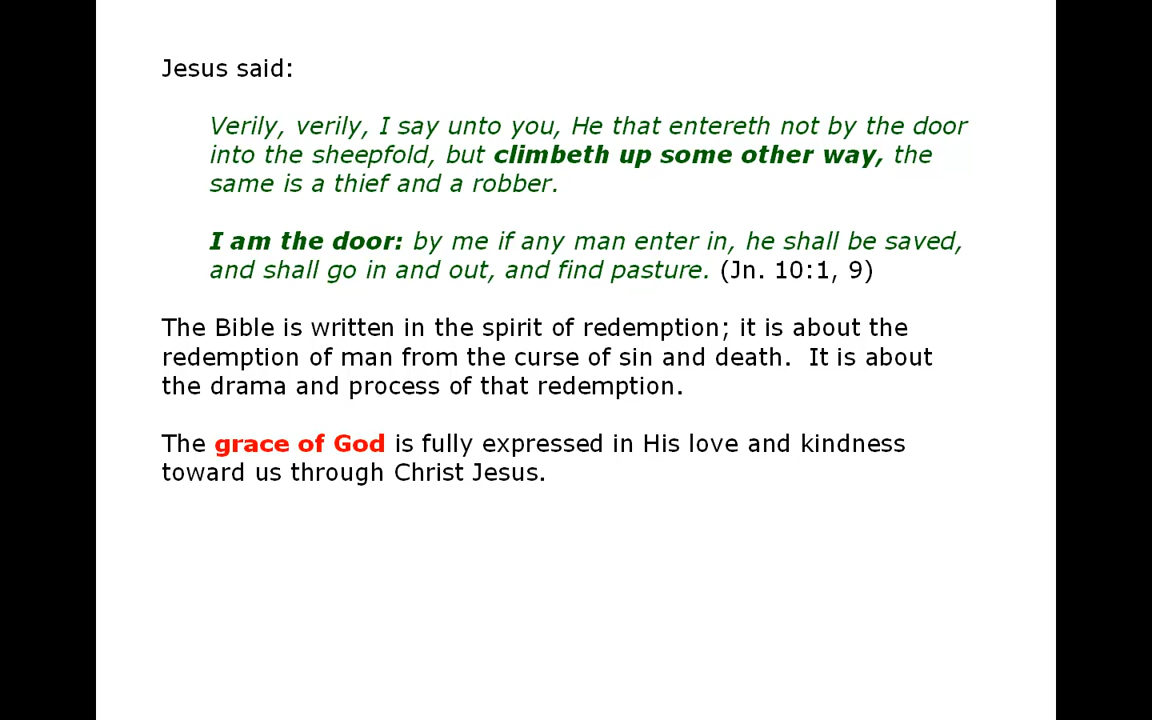 Jesus said:
Verily, verily, I say unto you, He that entereth not by the door
into the sheepfold, but climbeth up some other way, the
same is a thief and a robber.
I am the door: by me if any man enter in, he shall be saved,
and shall go in and out, and find pasture. (Jn. 10:1, 9)
The Bible is written in the spirit of redemption; it is about the
redemption of man from the curse of sin and death.  It is about
the drama and process of that redemption.
The grace of God is fully expressed in His love and kindness
toward us through Christ Jesus.